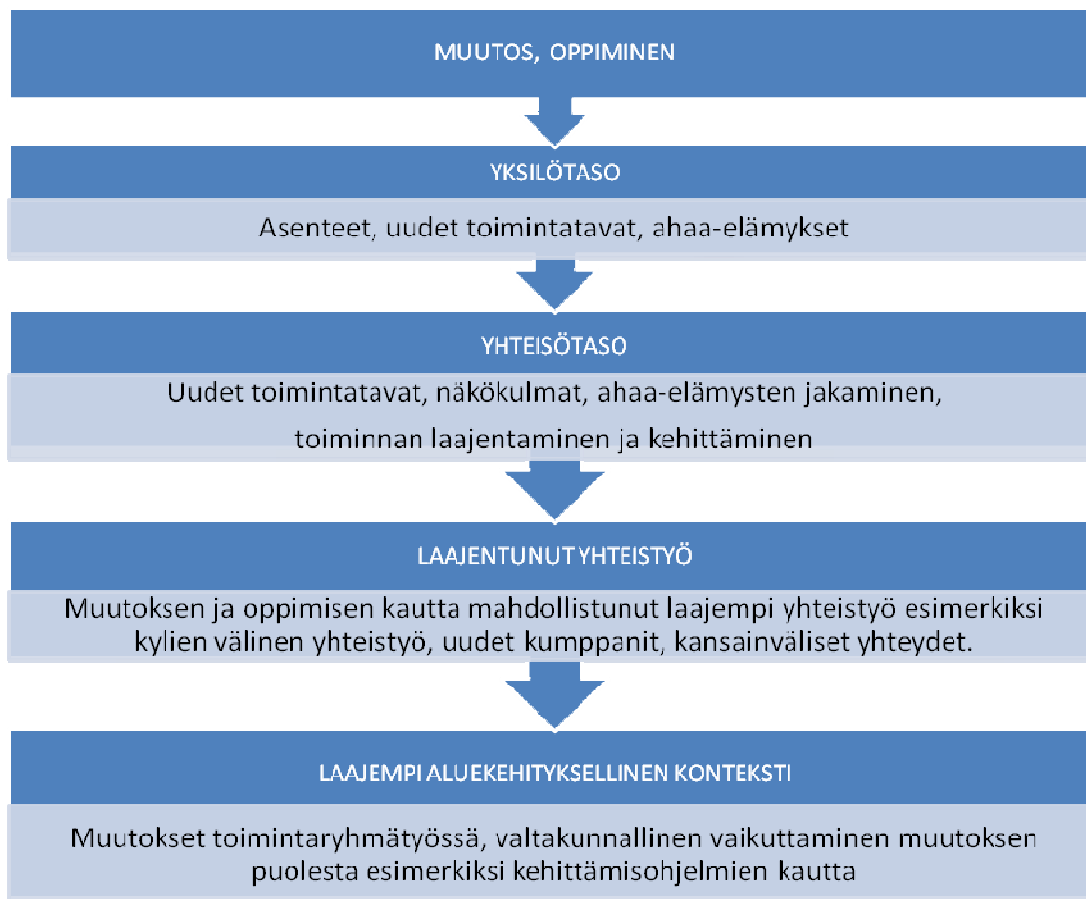 MUUTOS, OPPIMINEN
YKSILÖTASO
Asenteet, uudet toimintatavat, ahaa-elämykset
YHTEISÖTASO
Uudet toimintatavat, näkökulmat, ahaa-elämysten jakaminen,
toiminnan laajentaminen ja kehittäminen
LAAJENTUNUT YHTEISTYÖ
Muutoksen ja oppimisen kautta mahdollistunut laajempi yhteistyö esimerkiksi
kylien välinen yhteistyö, uudet kumppanit, kansainväliset yhteydet.
LAAJEMPI ALUEKEHITYKSELLINEN KONTEKSTI
Muutokset toimintaryhmätyössä, valtakunnallinen vaikuttaminen muutoksen
puolesta esimerkiksi kehittämisohjelmien kautta